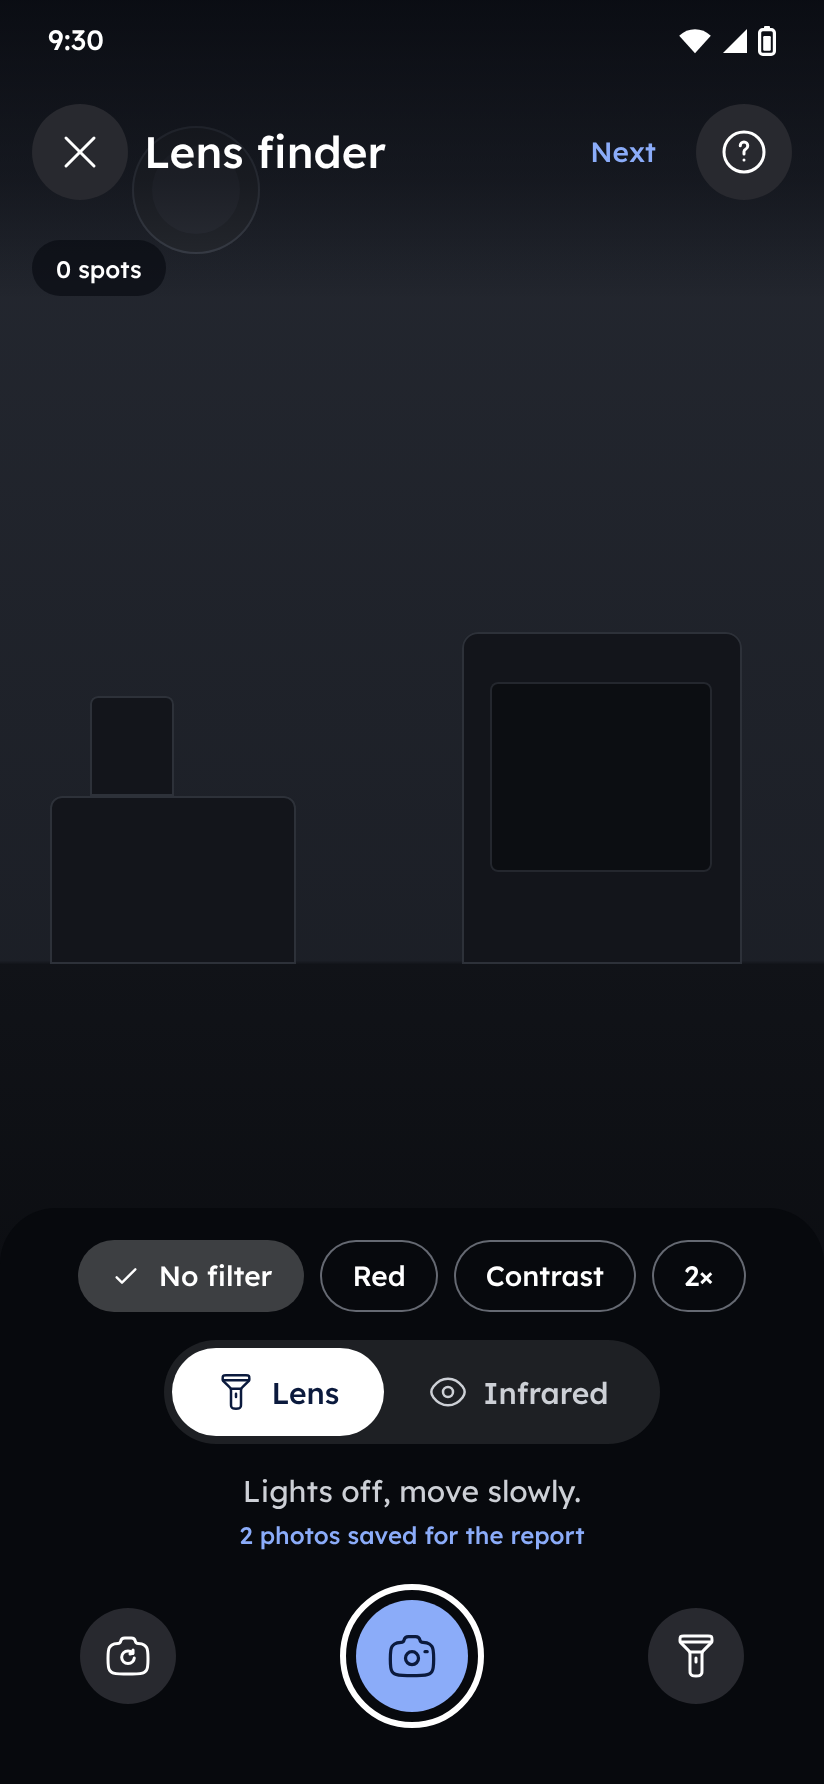 9:30
Lens finder
Next
0 spots
No filter
Red
Contrast
2×
Lens
Infrared
Lights off, move slowly.
2 photos saved for the report